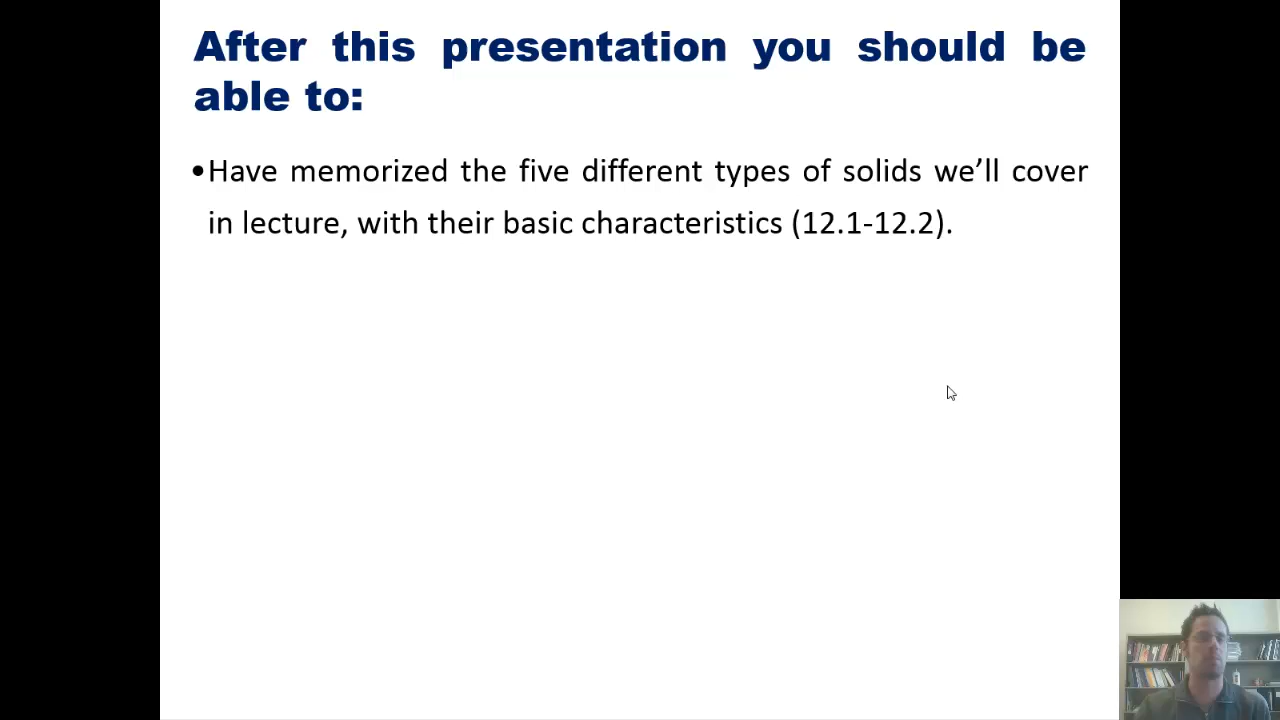 After this presentation you should be
able to:
•Have memorized the five different types of solids we’ll cover
in lecture, with their basic characteristics (12.1-12.2).